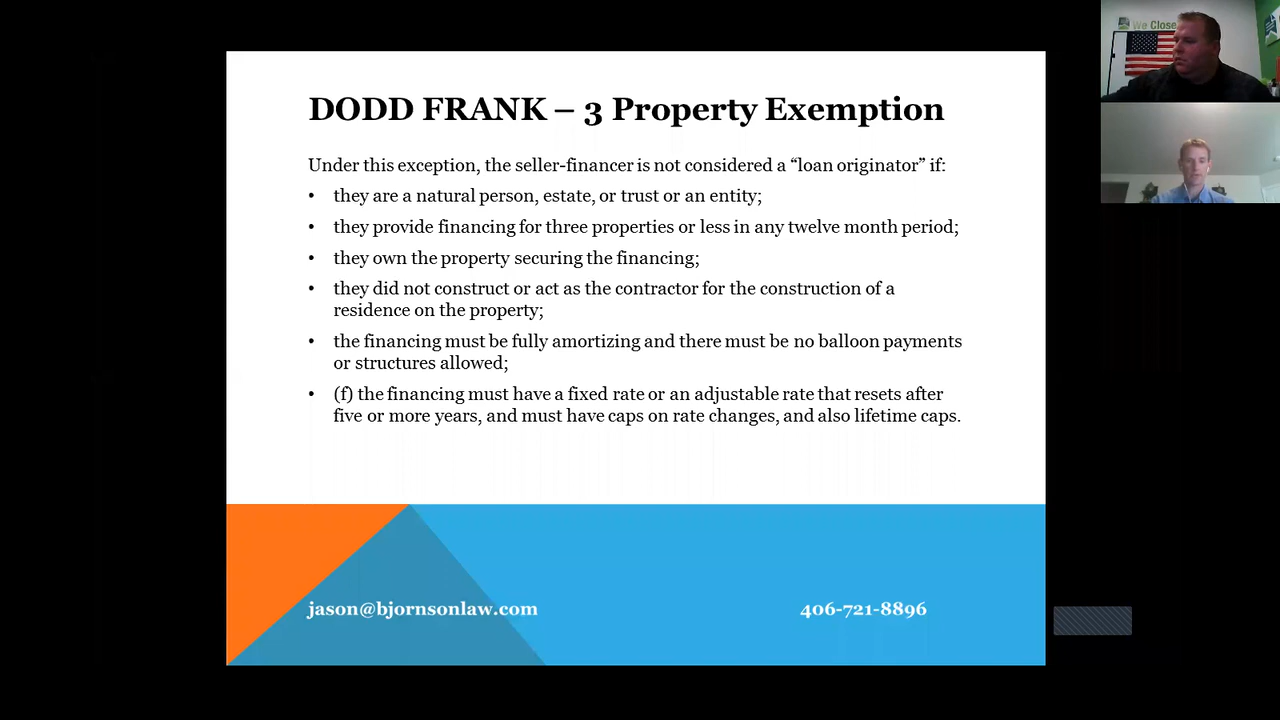 DODD FRANK – 3 Property Exemption
Under this exception, the seller-financer is not considered a “loan originator” if:
• they are a natural person, estate, or trust or an entity;
• they provide financing for three properties or less in any twelve month period;
• they own the property securing the financing;
• they did not construct or act as the contractor for the construction of a
residence on the property;
• the financing must be fully amortizing and there must be no balloon payments
or structures allowed;
• (f) the financing must have a fixed rate or an adjustable rate that resets after
five or more years, and must have caps on rate changes, and also lifetime caps.
jason@bjornsonlaw.com
406-721-8896
We Close